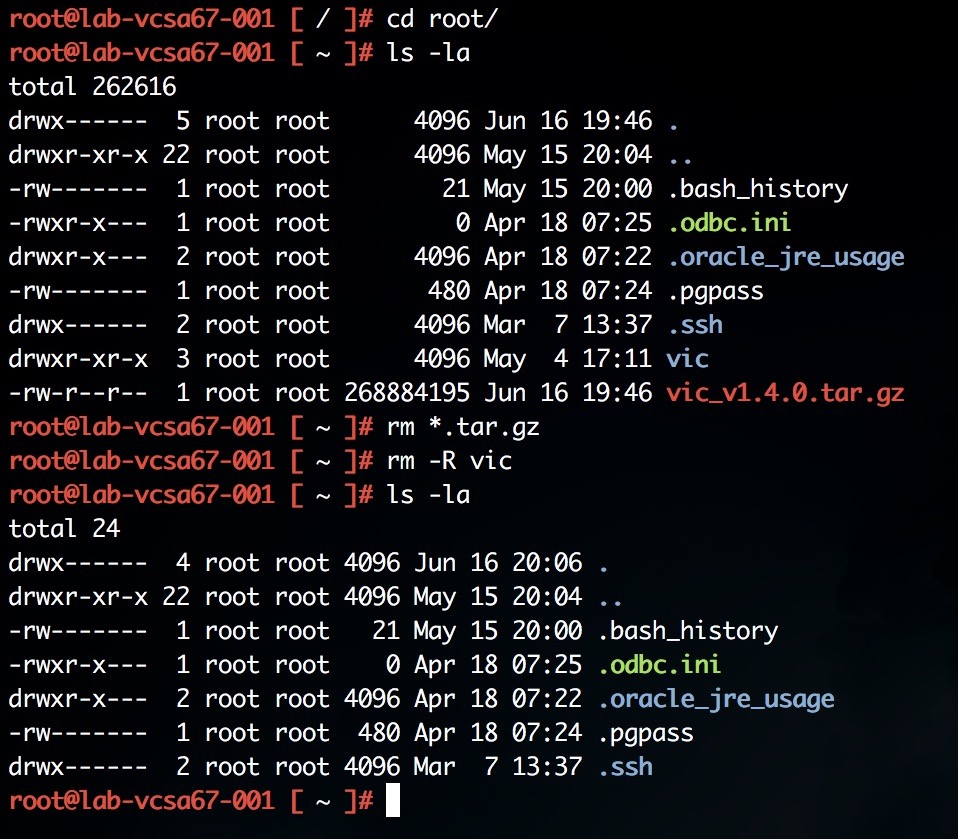 root@lab-vcsa67-001 [ / ]# cd root/
root@lab-vcsa67-001 [ ~ ]# ls -la
total 262616
drwx------  5 root root      4096 Jun 16 19:46 .
drwxr-xr-x 22 root root      4096 May 15 20:04 ..
-rw-------  1 root root        21 May 15 20:00 .bash_history
-rwxr-x---  1 root root         0 Apr 18 07:25 .odbc.ini
drwxr-x---  2 root root      4096 Apr 18 07:22 .oracle_jre_usage
-rw-------  1 root root       480 Apr 18 07:24 .pgpass
drwx------  2 root root      4096 Mar  7 13:37 .ssh
drwxr-xr-x  3 root root      4096 May  4 17:11 vic
-rw-r--r--  1 root root 268884195 Jun 16 19:46 vic_v1.4.0.tar.gz
root@lab-vcsa67-001 [ ~ ]# rm *.tar.gz
root@lab-vcsa67-001 [ ~ ]# rm -R vic
root@lab-vcsa67-001 [ ~ ]# ls -la
total 24
drwx------  4 root root 4096 Jun 16 20:06 .
drwxr-xr-x 22 root root 4096 May 15 20:04 ..
-rw-------  1 root root   21 May 15 20:00 .bash_history
-rwxr-x---  1 root root    0 Apr 18 07:25 .odbc.ini
drwxr-x---  2 root root 4096 Apr 18 07:22 .oracle_jre_usage
-rw-------  1 root root  480 Apr 18 07:24 .pgpass
drwx------  2 root root 4096 Mar  7 13:37 .ssh
root@lab-vcsa67-001 [ ~ ]#